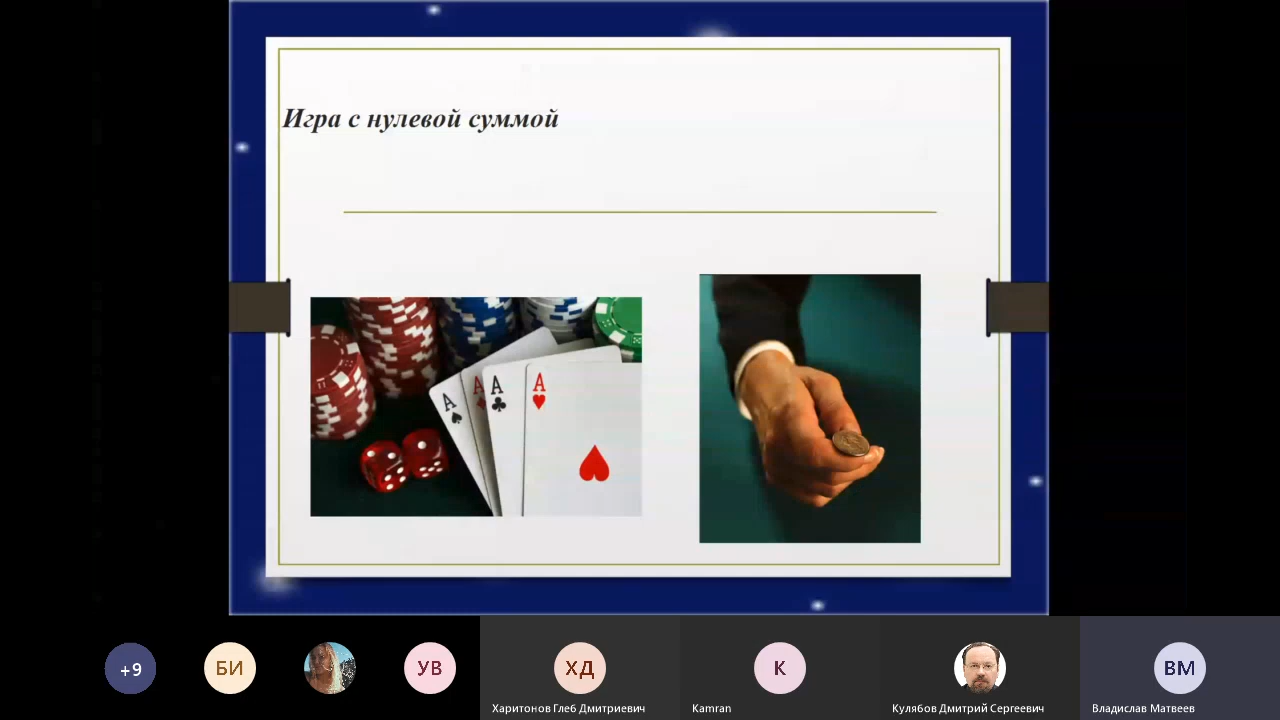 Игра с нулевой суммой
A
A
A
A
+9
БИ
УВ
ХД
K
ВМ
Харитонов Глеб Дмитриевич
Kamran
Кулябов Дмитрий Сергеевич
Владислав Матвеев